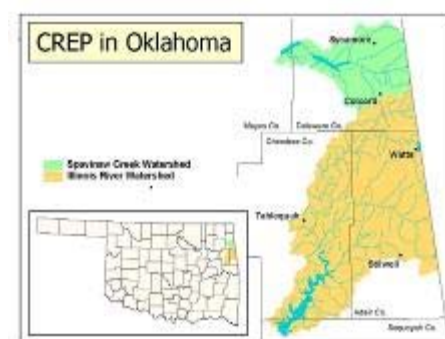 CREP in Oklahoma
Colcord
Mayes Co.
Delaware Co.
Cherokee Co.
Watts
Spavinaw Creek Watershed
Illinois River Watershed
Tahlequah
Stilwell
Adair Co.
Sequoyah Co.